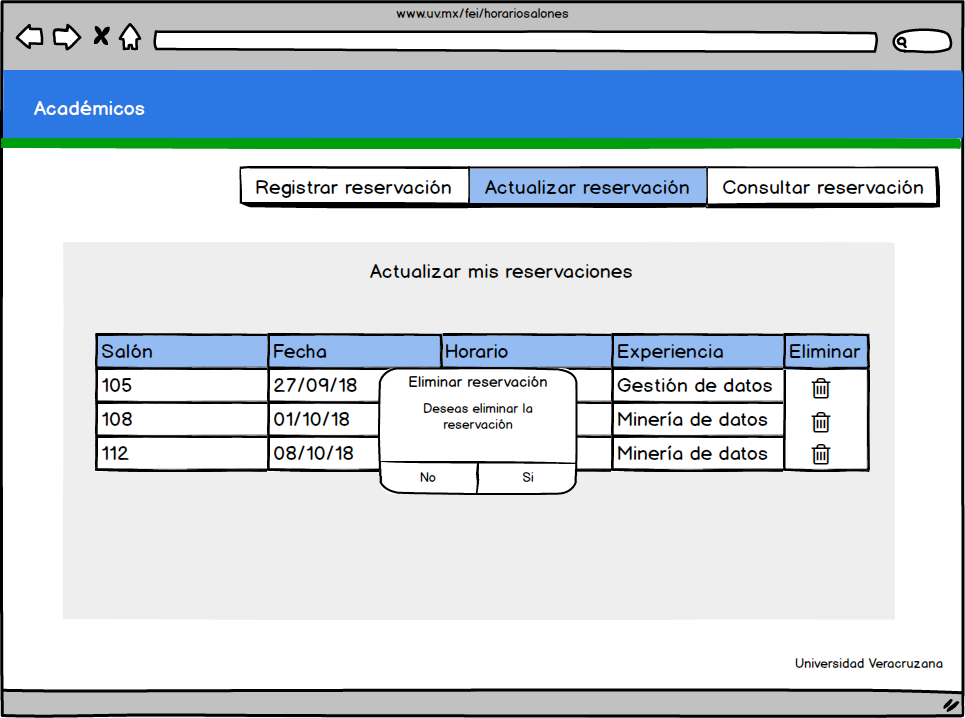 www.uv.mx/fei/horariosalones
Académicos
Registrar reservación Actualizar reservación Consultar reservación
Actualizar mis reservaciones
Salón Fecha Horario Experiencia Eliminar
105 27/09/18 Gestión de datos
108 01/10/18 Minería de datos
112 08/10/18 Minería de datos
Eliminar reservación
Deseas eliminar la
reservación
No Si
Universidad Veracruzana